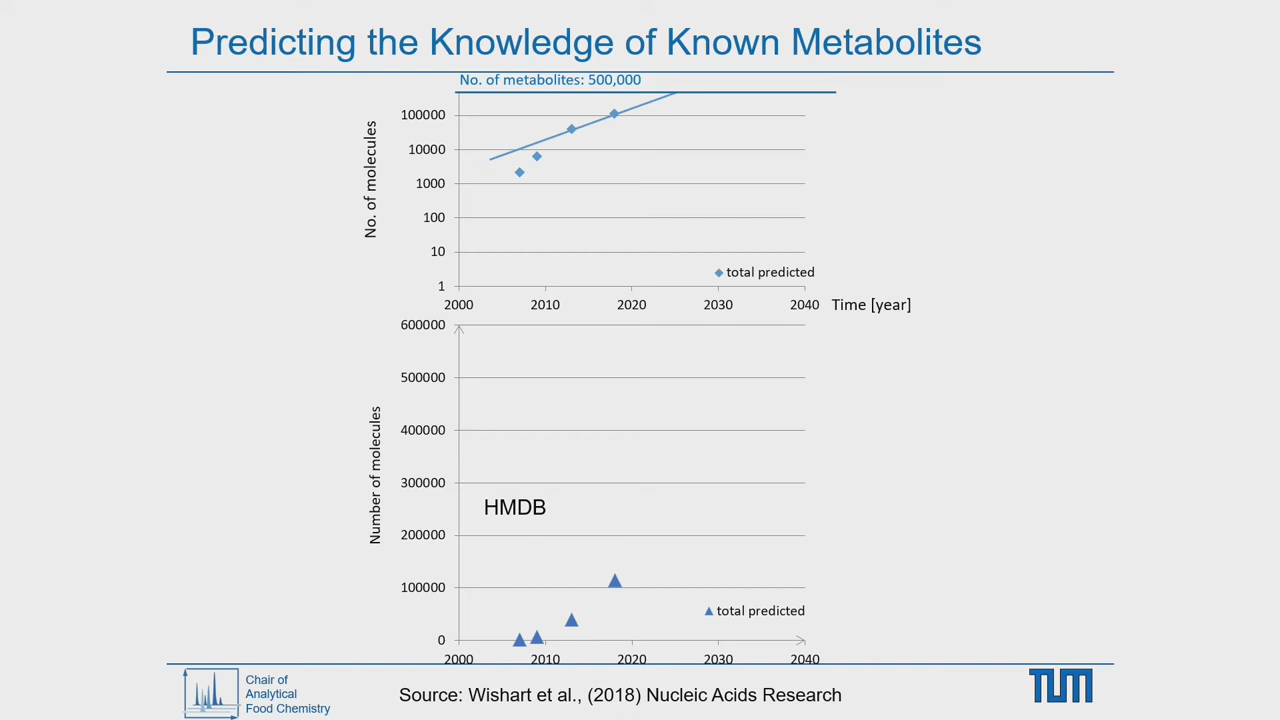 Predicting the Knowledge of Known Metabolites
No. of metabolites: 500,000
No. of molecules
100000
10000
1000
100
10
1
total predicted
2000 2010 2020 2030 2040 Time [year]
Number of molecules
600000
500000
400000
300000
HMDB
200000
100000
total predicted
0
2000 2010 2020 2030 2040
Chair of
Analytical
Food Chemistry
Source: Wishart et al., (2018) Nucleic Acids Research
TUM